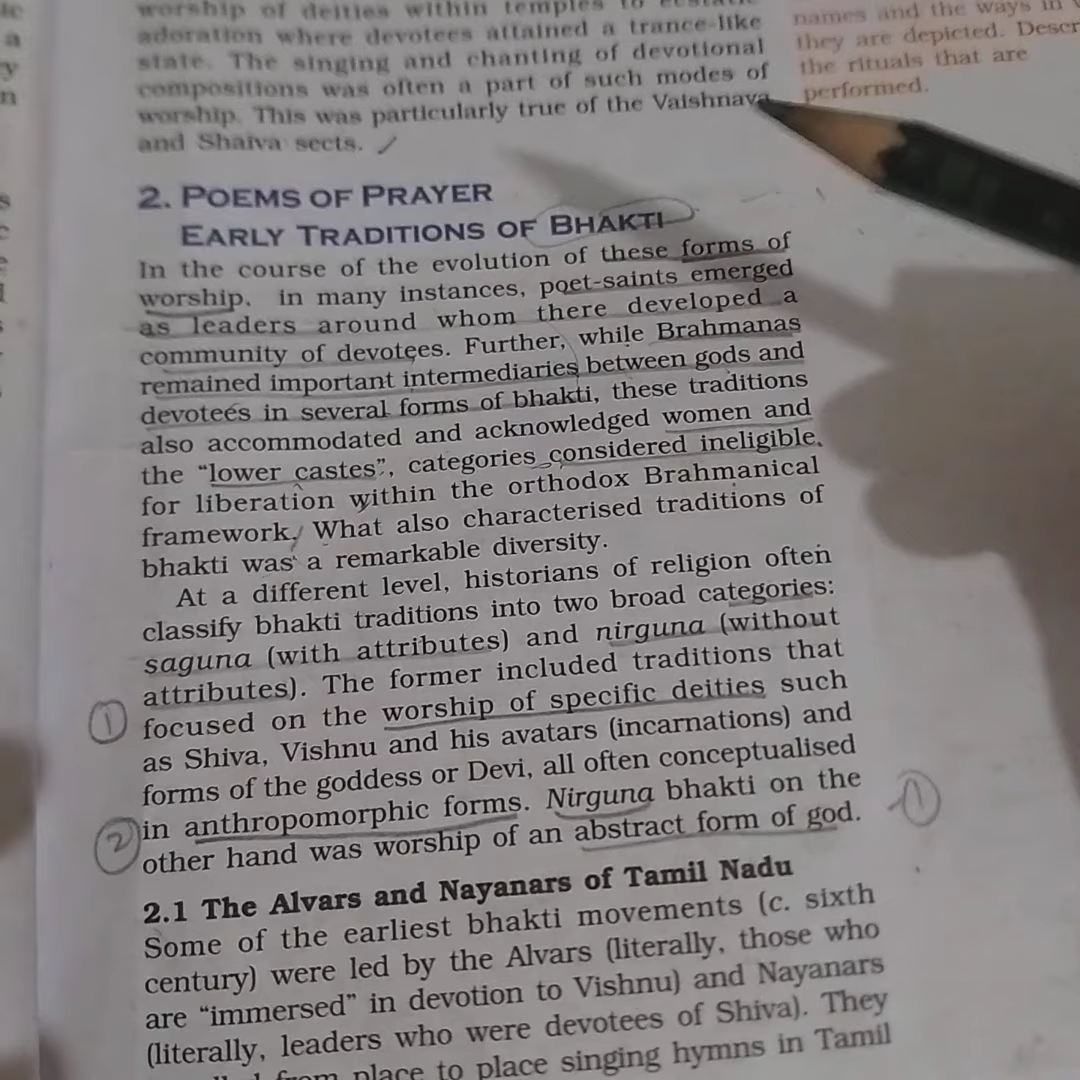 worship of deities within temples to ecstatic
adoration where devotees attained a trance-like
state. The singing and chanting of devotional
compositions was often a part of such modes of
worship. This was particularly true of the Vaishnava
and Shaiva sects.
names and the ways in
they are depicted. Descr
the rituals that are
performed.
2. POEMS OF PRAYER
EARLY TRADITIONS OF BHAKTI
In the course of the evolution of these forms of
worship, in many instances, poet-saints emerged
as leaders around whom there developed a
community of devotees. Further, while Brahmanas
remained important intermediaries between gods and
devotees in several forms of bhakti, these traditions
also accommodated and acknowledged women and
the “lower castes”, categories considered ineligible
for liberation within the orthodox Brahmanical
framework. What also characterised traditions of
bhakti was a remarkable diversity.
At a different level, historians of religion often
classify bhakti traditions into two broad categories:
saguna (with attributes) and nirguna (without
attributes). The former included traditions that
1 focused on the worship of specific deities such
as Shiva, Vishnu and his avatars (incarnations) and
forms of the goddess or Devi, all often conceptualised
2 in anthropomorphic forms. Nirguna bhakti on the
other hand was worship of an abstract form of god. 1
2.1 The Alvars and Nayanars of Tamil Nadu
Some of the earliest bhakti movements (c. sixth
century) were led by the Alvars (literally, those who
are “immersed” in devotion to Vishnu) and Nayanars
(literally, leaders who were devotees of Shiva). They
from place to place singing hymns in Tamil